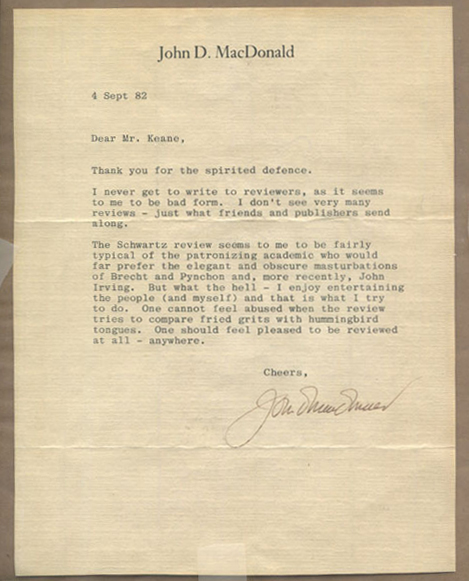 John D. MacDonald
4 Sept 82
Dear Mr. Keane,
Thank you for the spirited defence.
I never get to write to reviewers, as it seems
to me to be bad form. I don't see very many
reviews - just what friends and publishers send
along.
The Schwartz review seems to me to be fairly
typical of the patronizing academic who would
far prefer the elegant and obscure masturbations
of Brecht and Pynchon and, more recently, John
Irving. But what the hell - I enjoy entertaining
the people (and myself) and that is what I try
to do. One cannot feel abused when the review
tries to compare fried grits with hummingbird
tongues. One should feel pleased to be reviewed
at all - anywhere.
Cheers,
John D MacDonald